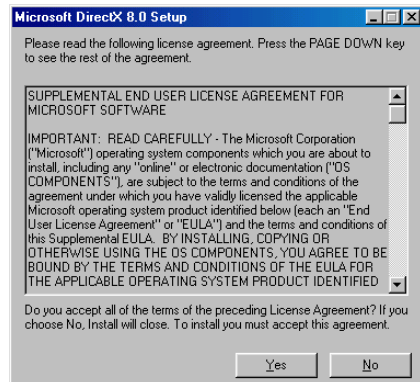 Microsoft DirectX 8.0 Setup
Please read the following license agreement. Press the PAGE DOWN key
to see the rest of the agreement.
SUPPLEMENTAL END USER LICENSE AGREEMENT FOR
MICROSOFT SOFTWARE
IMPORTANT:  READ CAREFULLY - The Microsoft Corporation
("Microsoft") operating system components which you are about to
install, including any "online" or electronic documentation ("OS
COMPONENTS"), are subject to the terms and conditions of the
agreement under which you have validly licensed the applicable
Microsoft operating system product identified below (each an "End
User License Agreement" or "EULA") and the terms and conditions of
this Supplemental EULA.  BY INSTALLING, COPYING OR
OTHERWISE USING THE OS COMPONENTS, YOU AGREE TO BE
BOUND BY THE TERMS AND CONDITIONS OF THE EULA FOR
THE APPLICABLE OPERATING SYSTEM PRODUCT IDENTIFIED
Do you accept all of the terms of the preceding License Agreement? If you
choose No, Install will close. To install you must accept this agreement.
Yes
No